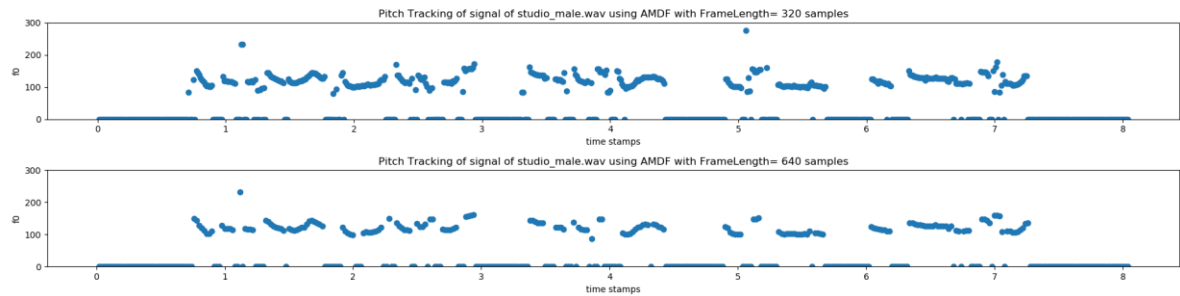 Pitch Tracking of signal of studio_male.wav using AMDF with FrameLength= 320 samples
300
200
100
0
f0
0 1 2 3 4 5 6 7 8
time stamps
Pitch Tracking of signal of studio_male.wav using AMDF with FrameLength= 640 samples
300
200
100
0
f0
0 1 2 3 4 5 6 7 8
time stamps